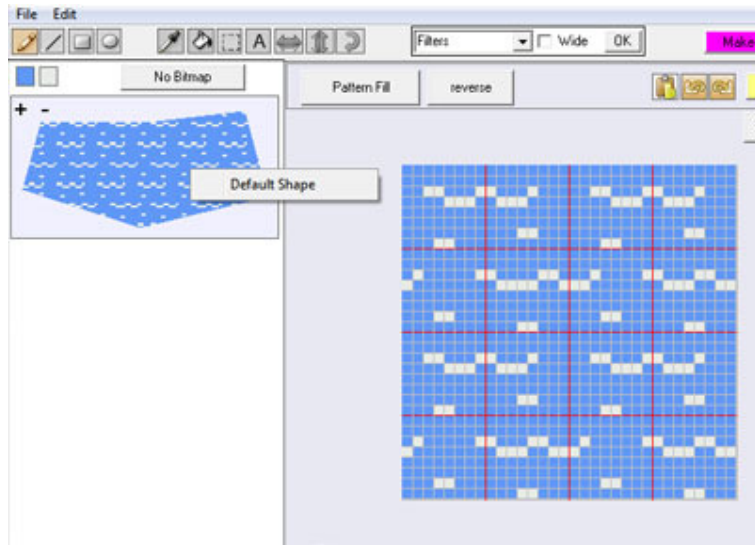 File Edit
A Filters Wide OK Make
No Bitmap Pattern Fill reverse
+ -
Default Shape